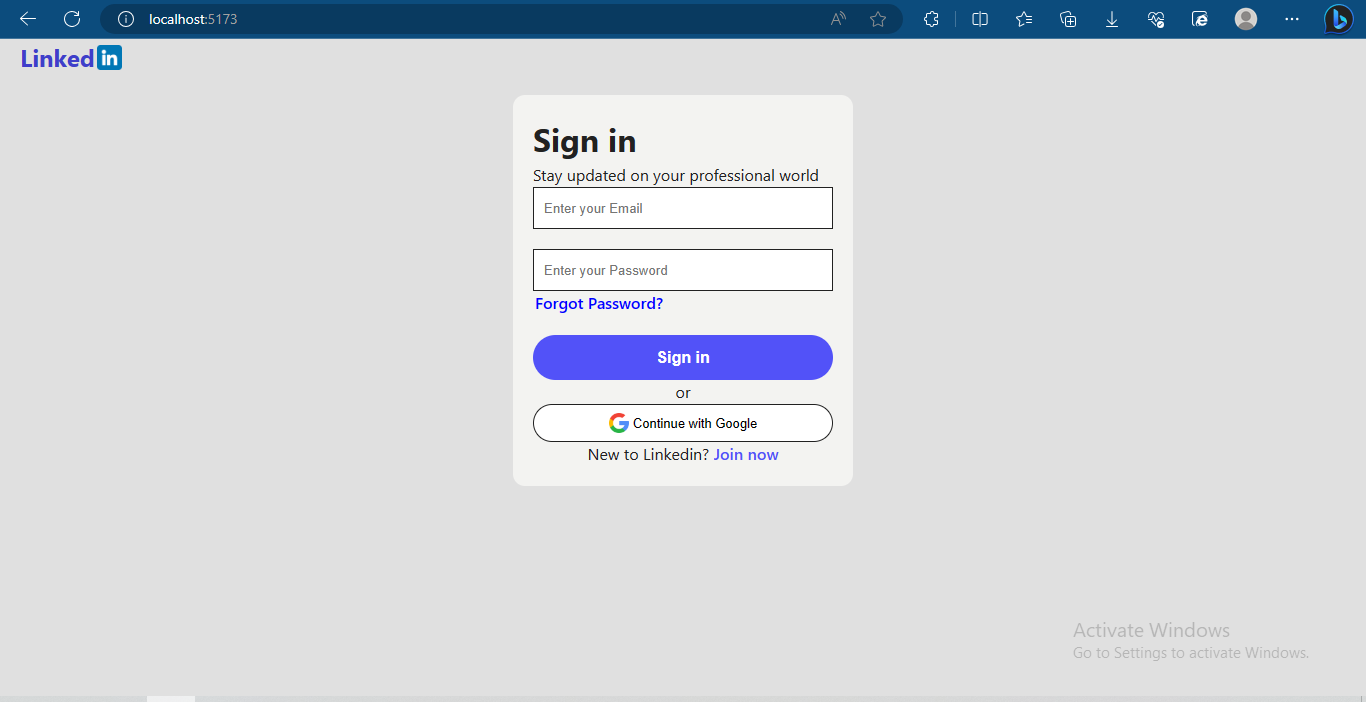 localhost:5173
Linked in
Sign in
Stay updated on your professional world
Enter your Email
Enter your Password
Forgot Password?
Sign in
or
Continue with Google
New to Linkedin? Join now
Activate Windows
Go to Settings to activate Windows.